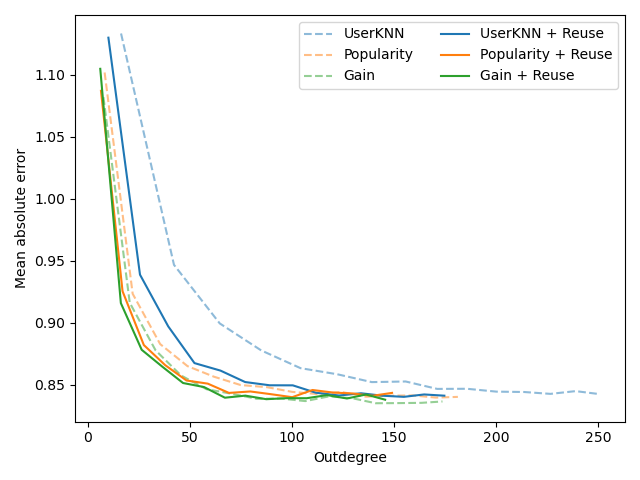 UserKNN
Popularity
Gain
UserKNN + Reuse
Popularity + Reuse
Gain + Reuse
Mean absolute error
1.10
1.05
1.00
0.95
0.90
0.85
0
50
100
150
200
250
Outdegree